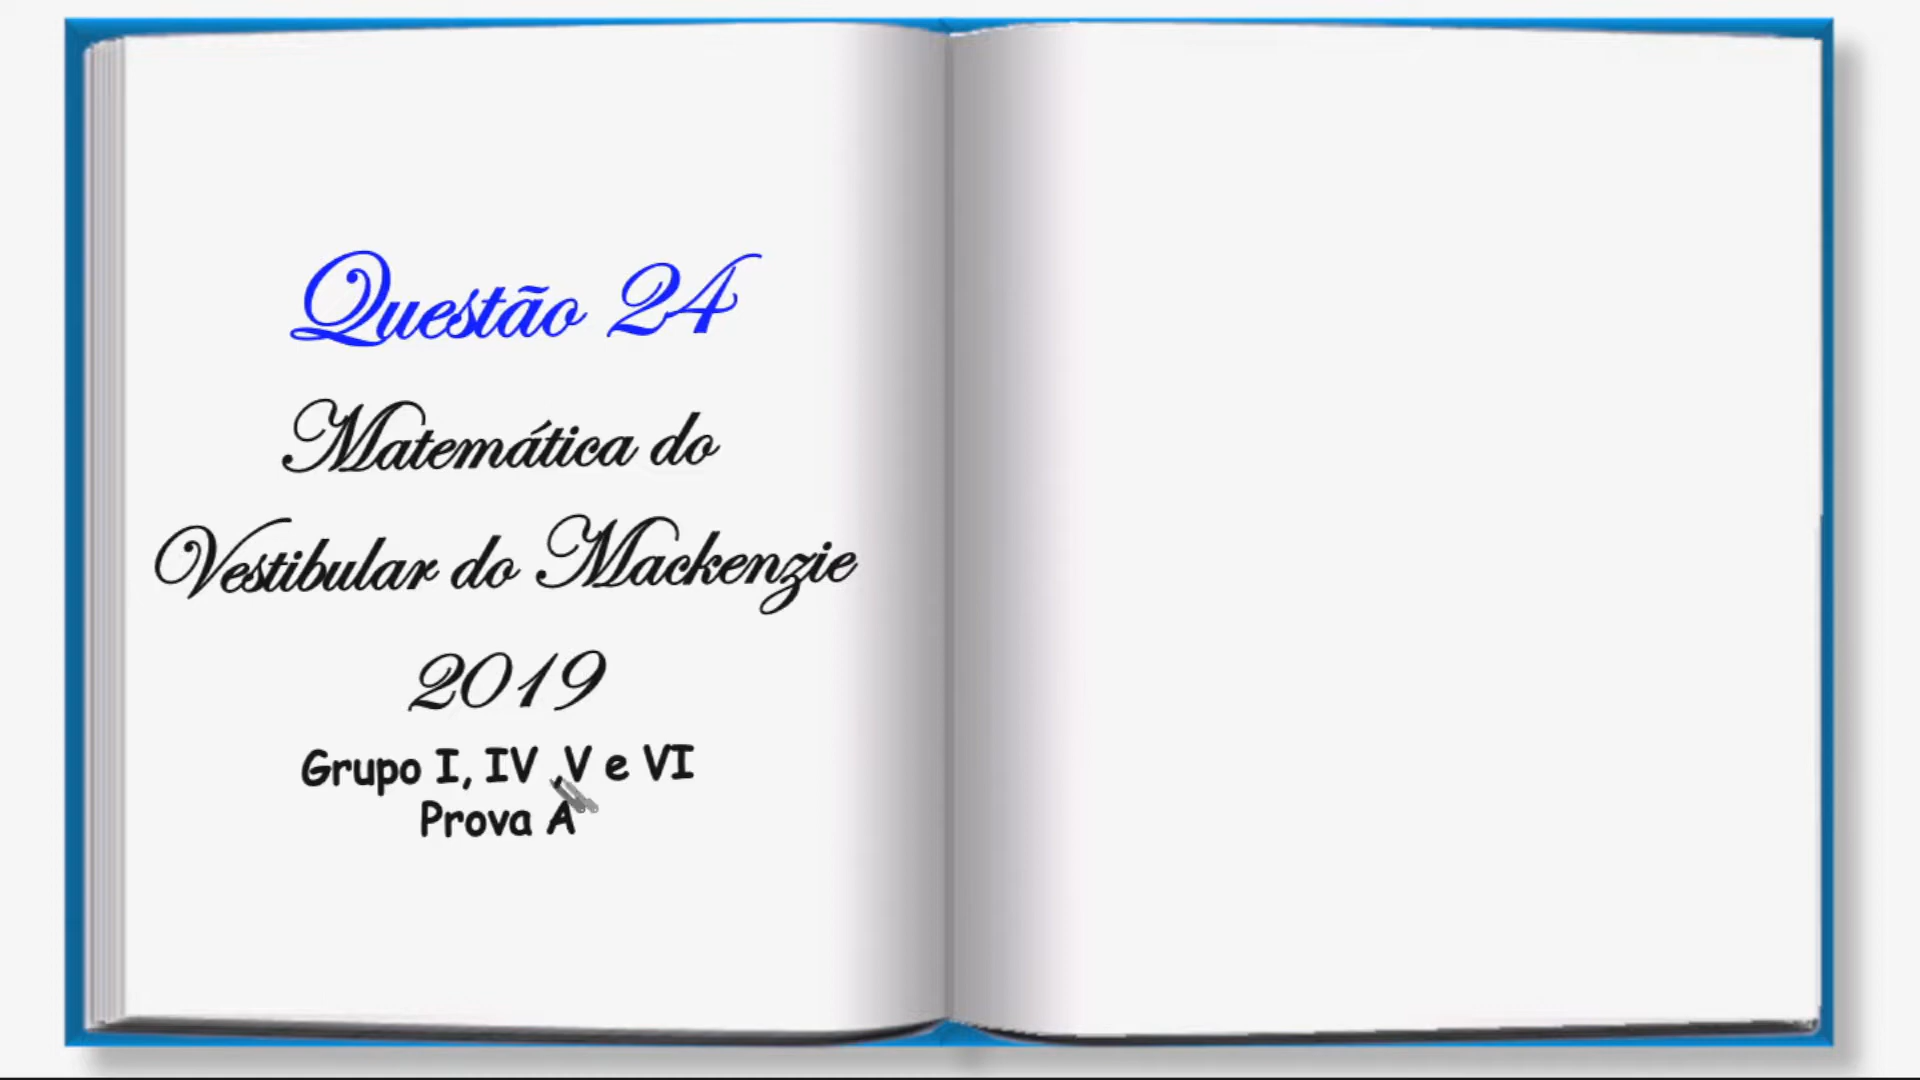 Questão 24
Matemática do
Vestibular do Mackenzie
2019
Grupo I, IV ,V e VI
Prova A